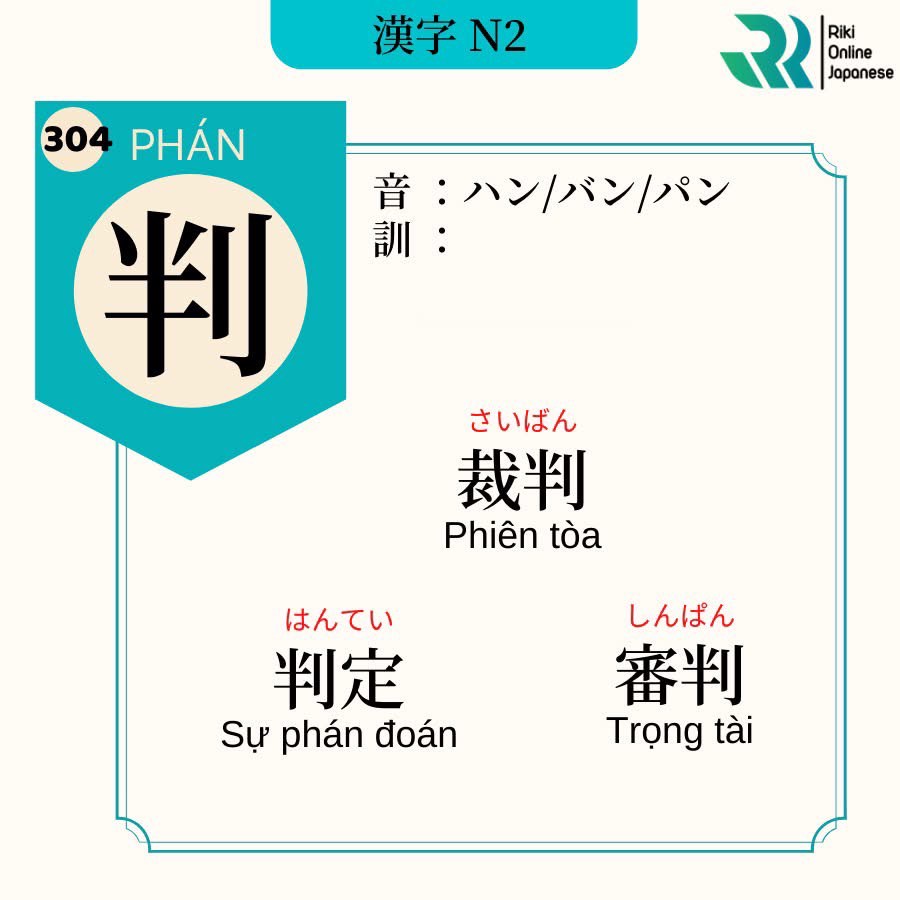 漢字 N2
Riki
Online
Japanese
304 PHÁN
判
音 ：ハン/バン/パン
訓 ：
さいばん
裁判
Phiên tòa
はんてい
判定
Sự phán đoán
しんぱん
審判
Trọng tài